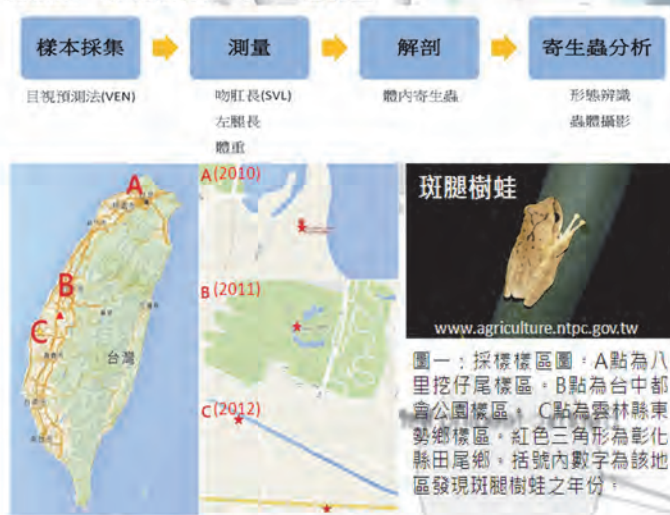 樣本採集
測量
解剖
寄生蟲分析
目視預測法(VEN)
吻肛長(SVL)
左腿長
體重
體內寄生蟲
形態辨識
蟲體攝影
A
B
C
台灣
A(2010)
B(2011)
C(2012)
斑腿樹蛙
www.agriculture.ntpc.gov.tw
圖一:採樣樣區圖。A點為八
里挖仔尾樣區。B點為台中都
會公園樣區。 C點為雲林縣東
勢鄉樣區。紅色三角形為彰化
縣田尾鄉。括號內數字為該地
區發現斑腿樹蛙之年份。